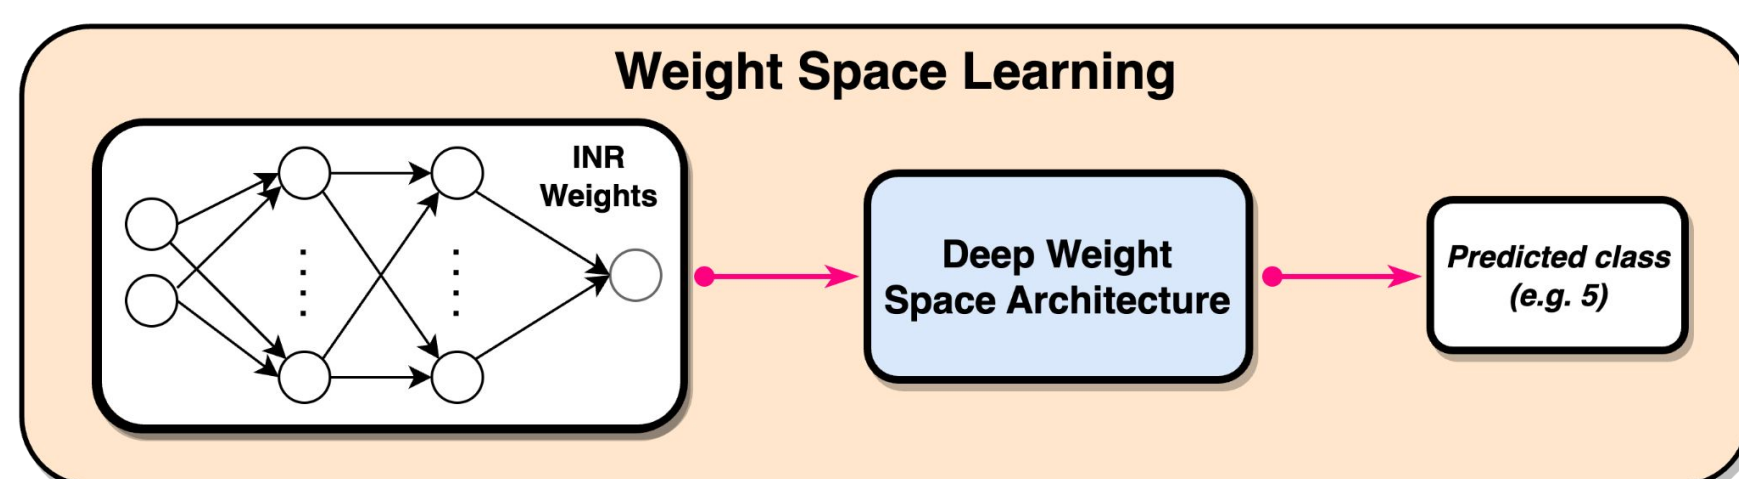 Weight Space Learning
INR
Weights
Deep Weight
Space Architecture
Predicted class
(e.g. 5)